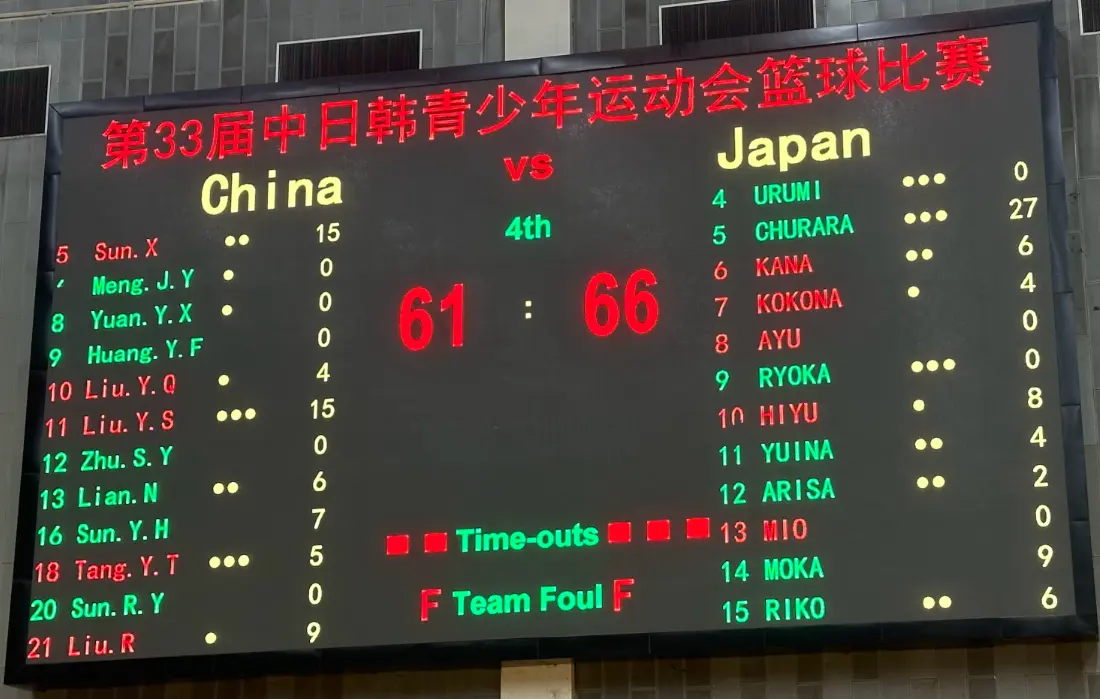 第33届中日韩青少年运动会篮球比赛
China vs Japan
4th
61 : 66
5 Sun.X 15
Meng.J.Y 0
8 Yuan.Y.X 0
9 Huang.Y.F 0
10 Liu.Y.Q 4
11 Liu.Y.S 15
12 Zhu.S.Y 0
13 Lian.N 6
16 Sun.Y.H 7
18 Tang.Y.T 5
20 Sun.R.Y 0
21 Liu.R 9
Time-outs
F Team Foul F
4 URUMI 0
5 CHURARA 27
6 KANA 6
7 KOKONA 4
8 AYU 0
9 RYOKA 0
10 HIYU 8
11 YUINA 4
12 ARISA 2
13 MIO 0
14 MOKA 9
15 RIKO 6